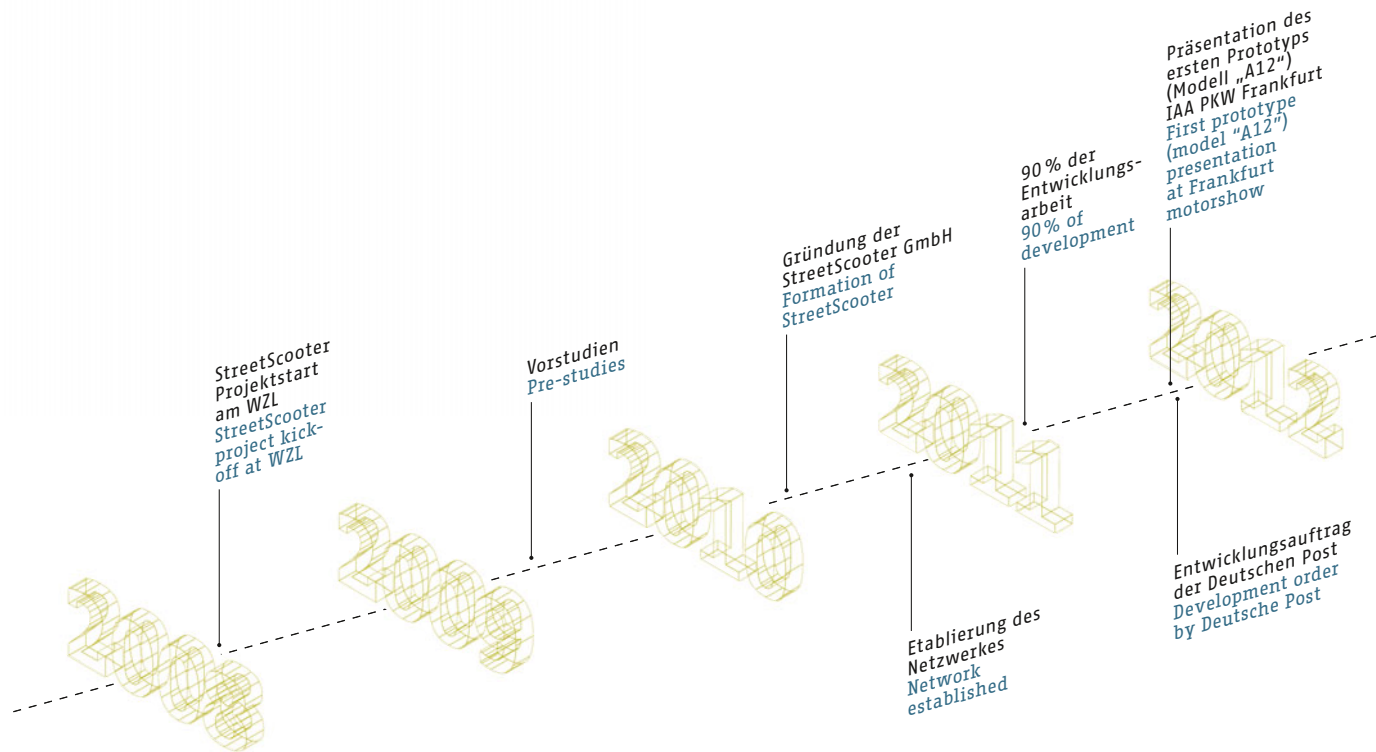 2008
StreetScooter
Projektstart
am WZL
StreetScooter
project kick-
off at WZL
2009
Vorstudien
Pre-studies
2010
Gründung der
StreetScooter GmbH
Formation of
StreetScooter
Etablierung des
Netzwerkes
Network
established
2011
90 % der
Entwicklungs-
arbeit
90 % of
development
Präsentation des
ersten Prototyps
(Modell „A12“)
IAA PKW Frankfurt
First prototype
(model “A12”)
presentation
at Frankfurt
motorshow
Entwicklungsauftrag
der Deutschen Post
Development order
by Deutsche Post
2012